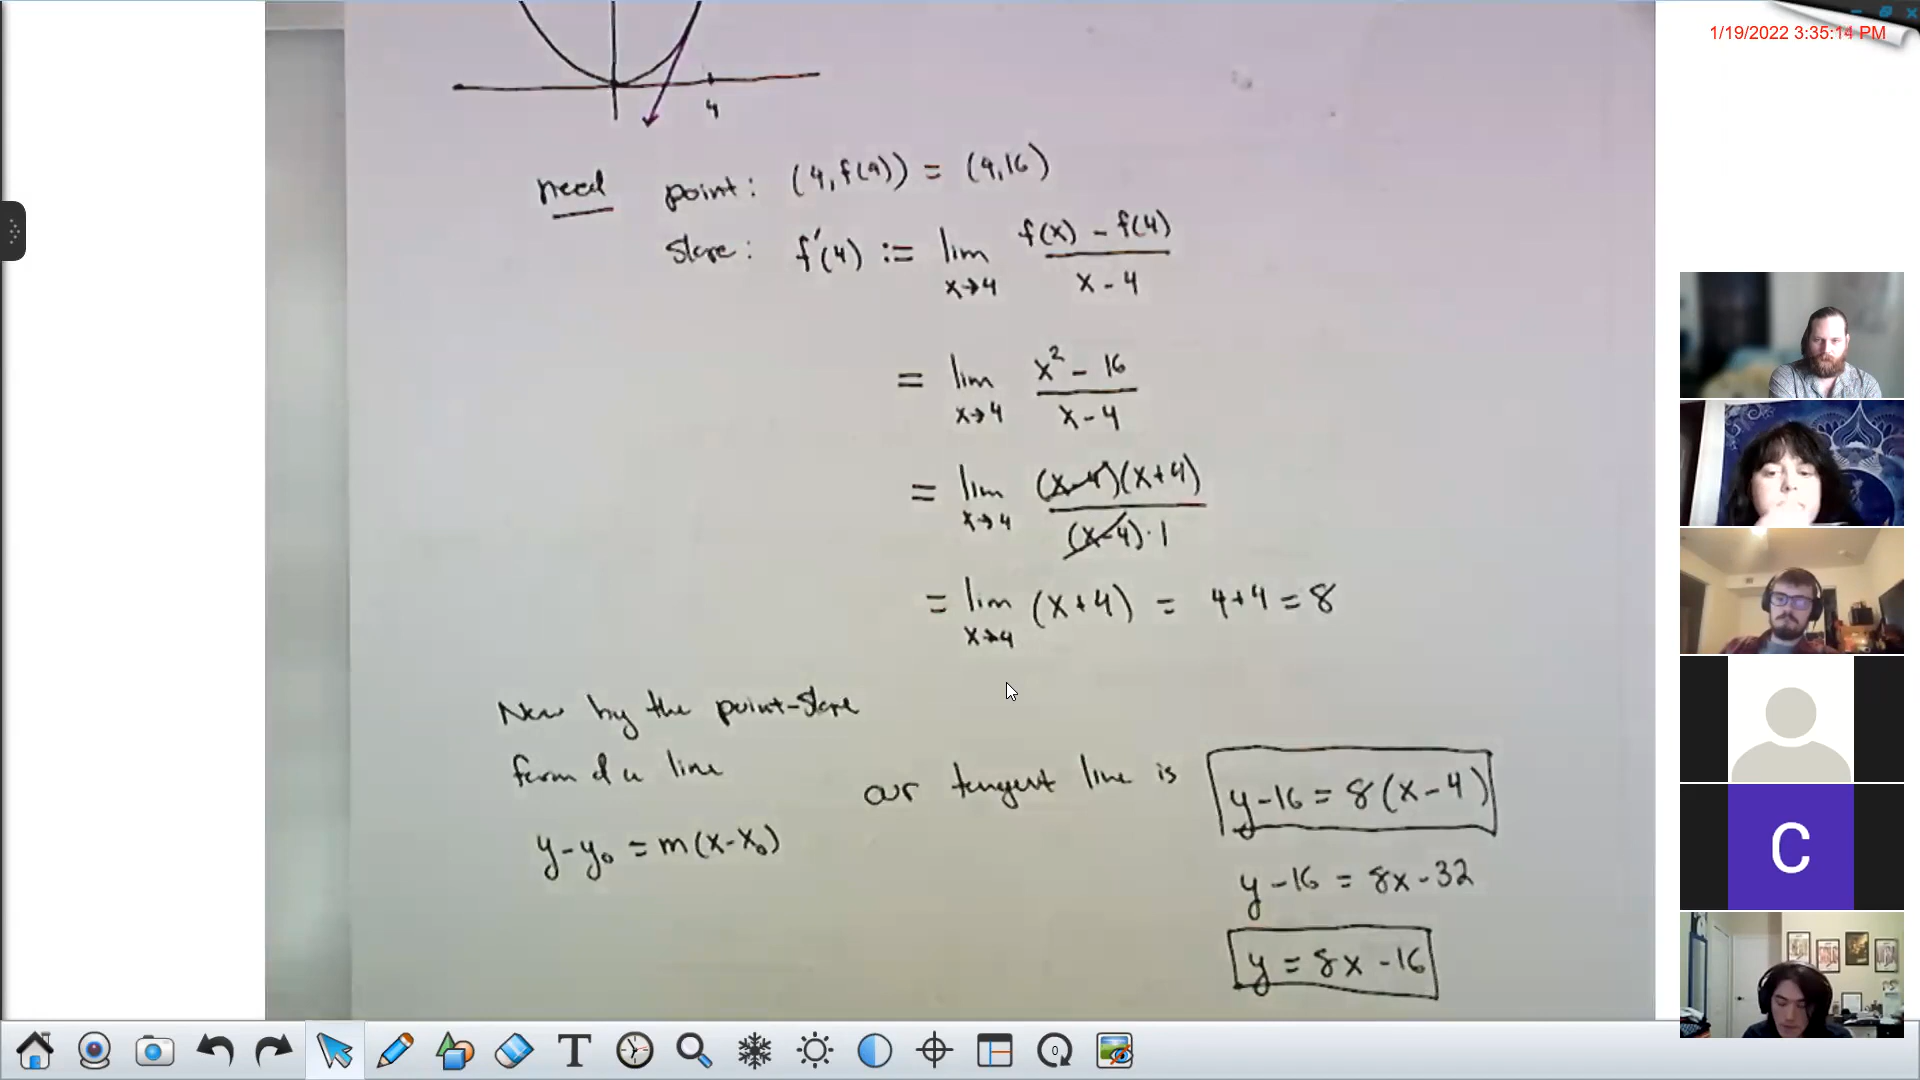 1/19/2022 3:35:14 PM
4
need point: (4, f(4)) = (4,16)
Slope: f'(4) := lim x→4 f(x) - f(4) / x - 4
= lim x→4 x² - 16 / x - 4
= lim x→4 (x-4)(x+4) / (x-4)·1
= lim x→4 (x+4) = 4+4 = 8
Now by the point-slope
form of a line
our tangent line is y-16 = 8(x-4)
y-y₀ = m(x-x₀)
y-16 = 8x-32
y = 8x-16
C
T
0